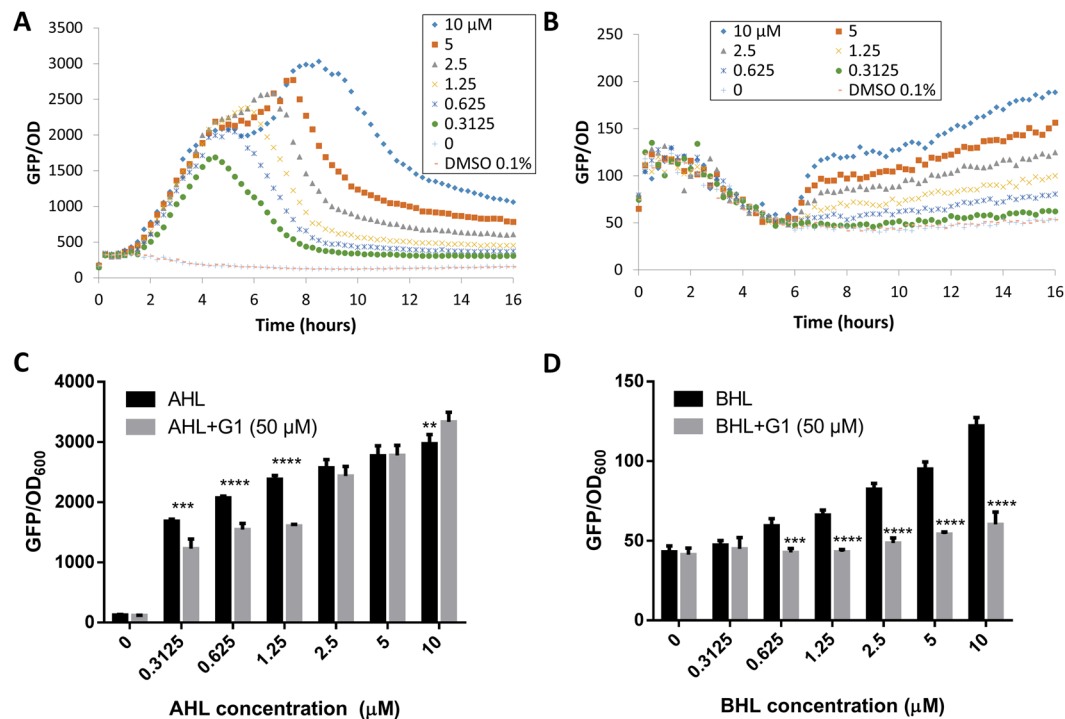 A
GFP/OD
3500
3000
2500
2000
1500
1000
500
0
0 2 4 6 8 10 12 14 16
Time (hours)
10 μM
5
2.5
1.25
0.625
0.3125
0
DMSO 0.1%
B
GFP/OD
250
200
150
100
50
0
0 2 4 6 8 10 12 14 16
Time (hours)
10 μM 5
2.5 1.25
0.625 0.3125
0 DMSO 0.1%
C
GFP/OD600
4000
3000
2000
1000
0
AHL
AHL+G1 (50 μM)
*** **** **** **
0 0.3125 0.625 1.25 2.5 5 10
AHL concentration (μM)
D
GFP/OD600
150
100
50
0
BHL
BHL+G1 (50 μM)
*** **** **** **** ****
0 0.3125 0.625 1.25 2.5 5 10
BHL concentration (μM)